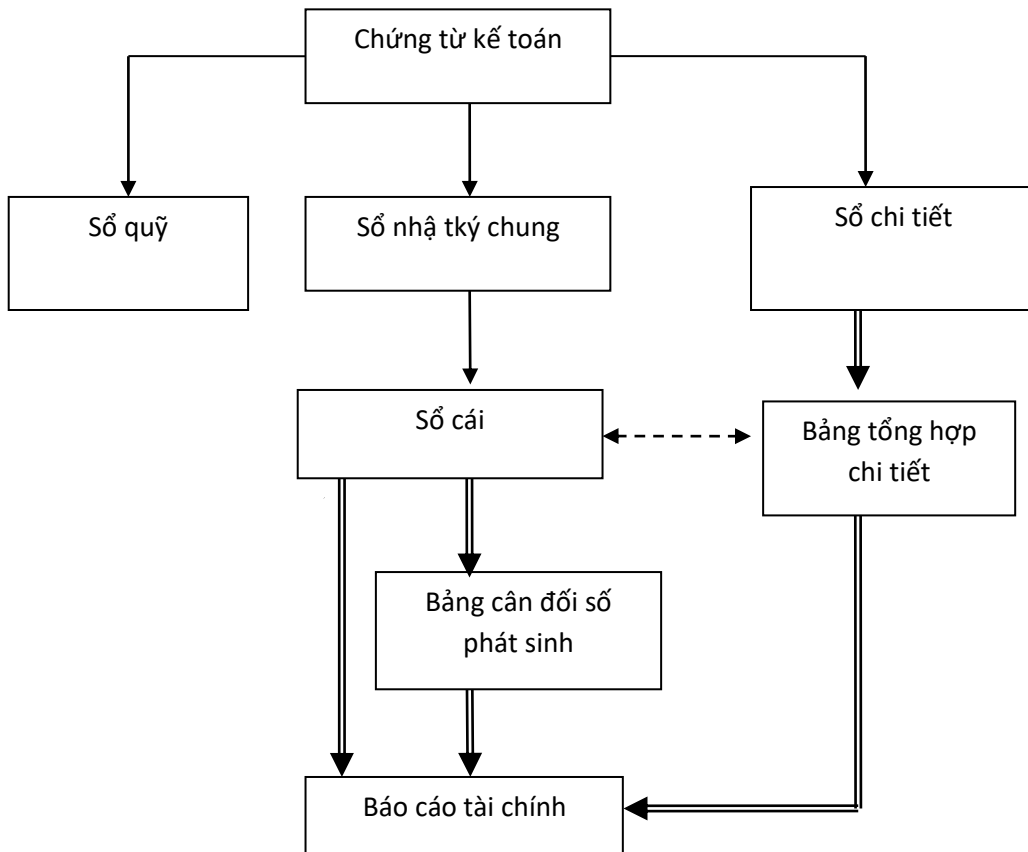 Chứng từ kế toán
Sổ quỹ
Sổ nhậ tký chung
Sổ chi tiết
Sổ cái
Bảng tổng hợp
chi tiết
Bảng cân đối số
phát sinh
Báo cáo tài chính